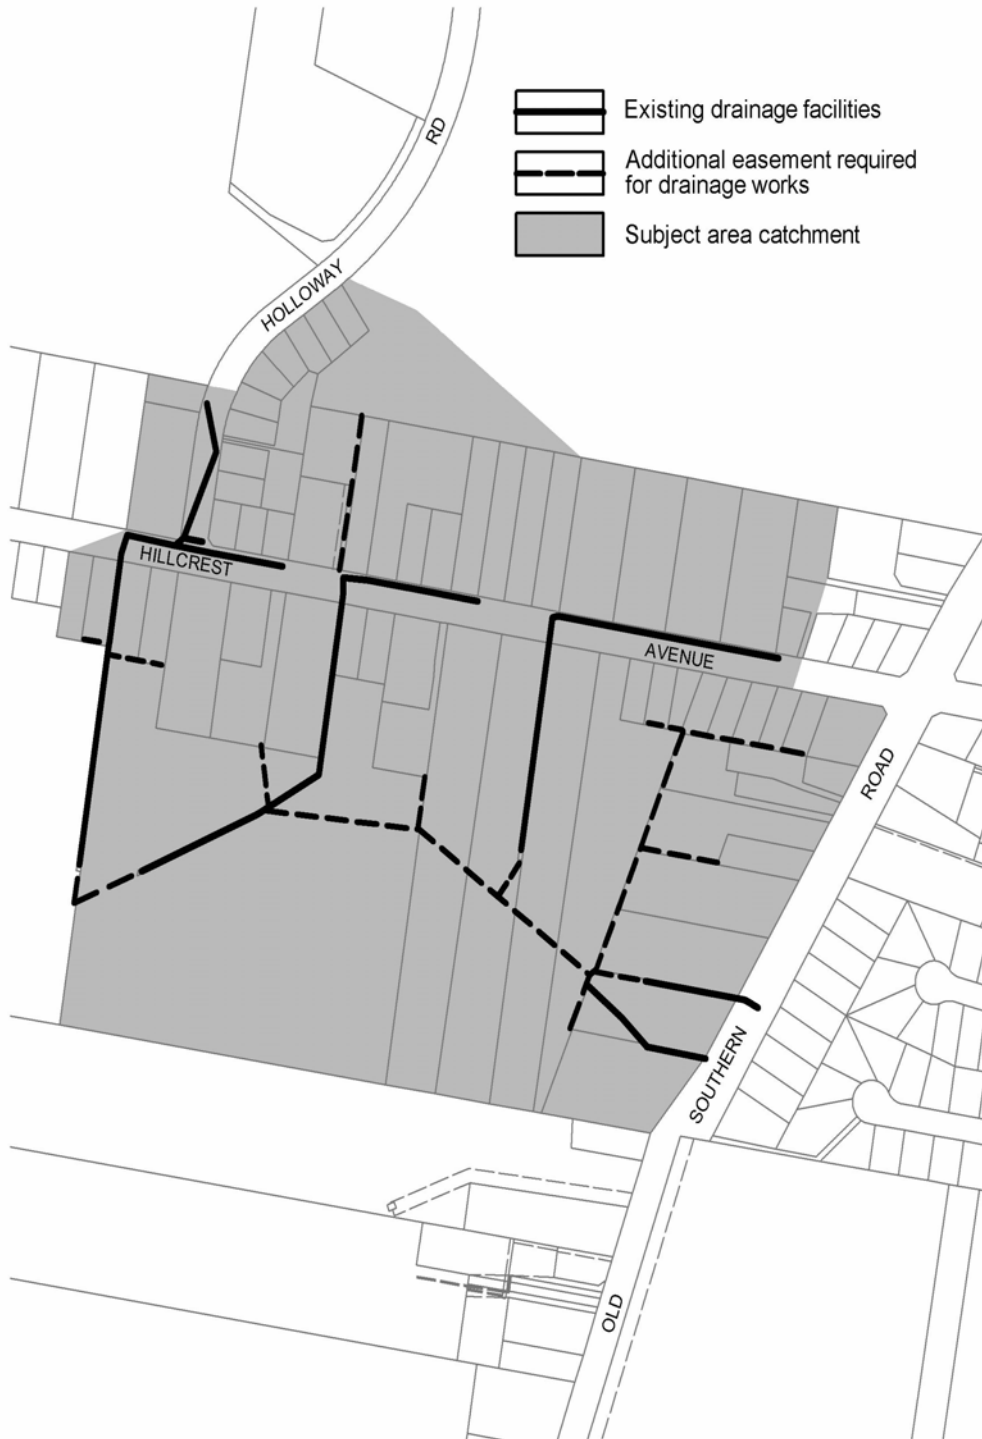 Existing drainage facilities
Additional easement required
for drainage works
Subject area catchment
RD
HOLLOWAY
HILLCREST
AVENUE
ROAD
SOUTHERN
OLD